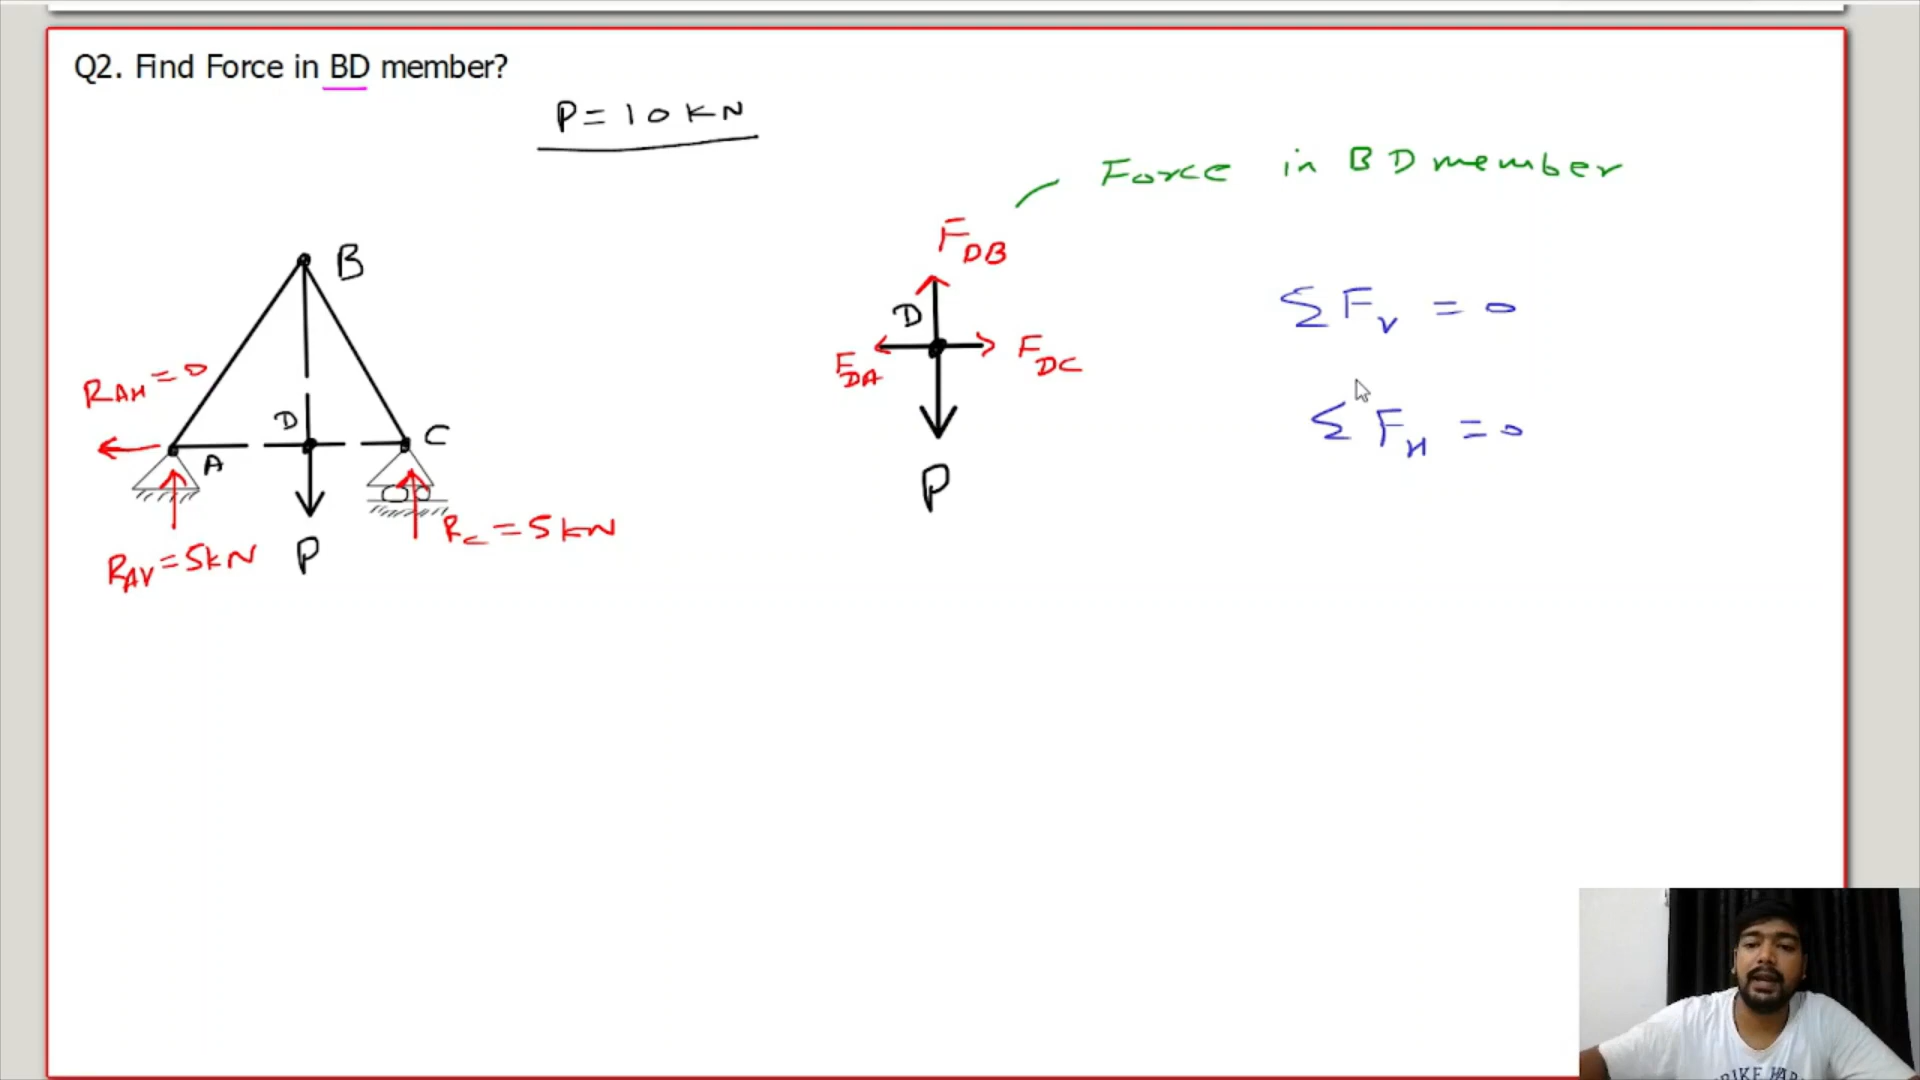 Q2. Find Force in BD member?
P = 10 KN
Force in BD member
F_DB
B
D
F_DA
F_DC
P
ΣF_V = 0
ΣF_H = 0
R_AH = 0
D
C
A
R_AV = 5KN
P
R_C = 5KN